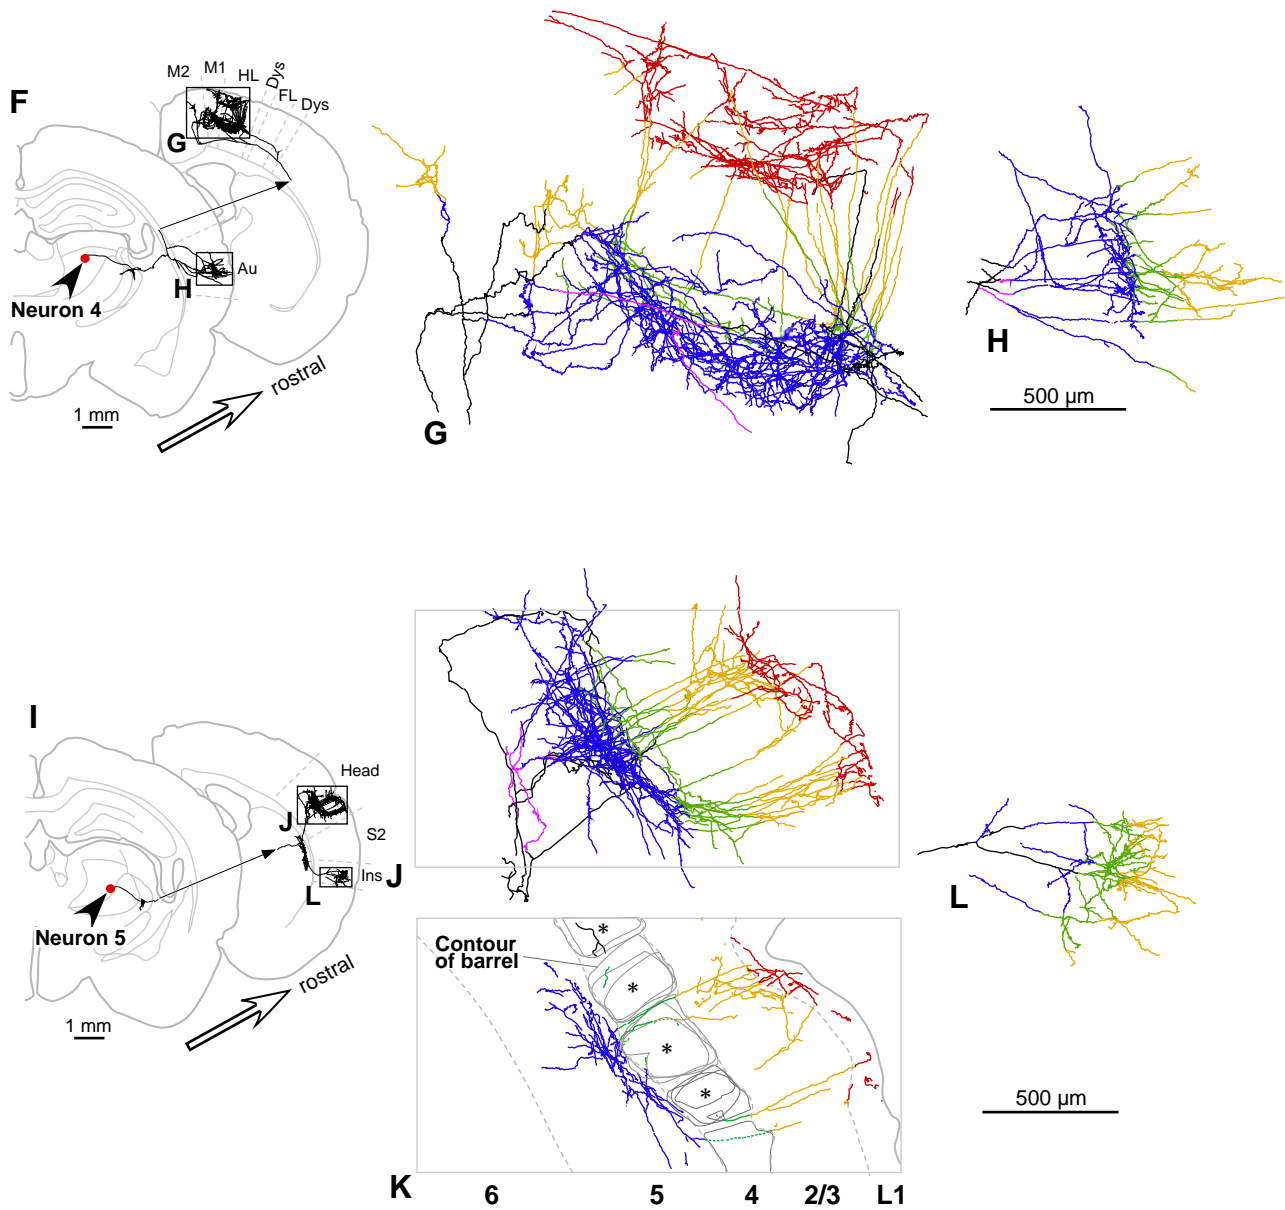 F
M2
M1
HL
Dys
FL
Dys
G
Au
H
Neuron 4
rostral
1 mm
G
H
500 µm
I
Head
J
S2
Ins
L
Neuron 5
rostral
1 mm
J
L
Contour
of barrel
*
*
*
*
500 µm
K
6
5
4
2/3
L1